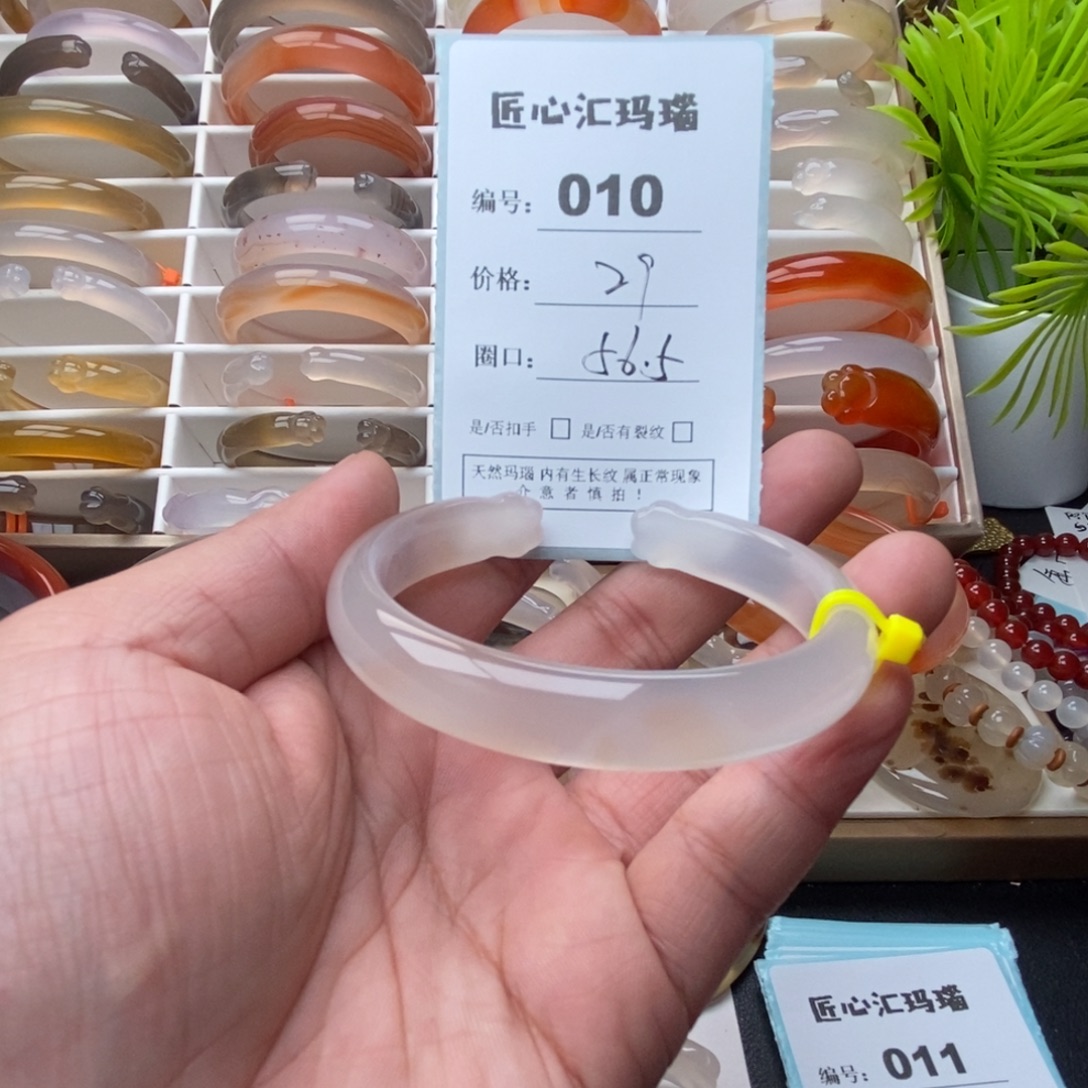 匠心汇玛瑙
编号: 010
价格: 29
圈口: 56.5
是/否扣手 □ 是/否有裂纹 □
天然玛瑙 内有生长纹 属正常现象
介意者慎拍！
匠心汇玛瑙
编号: 011